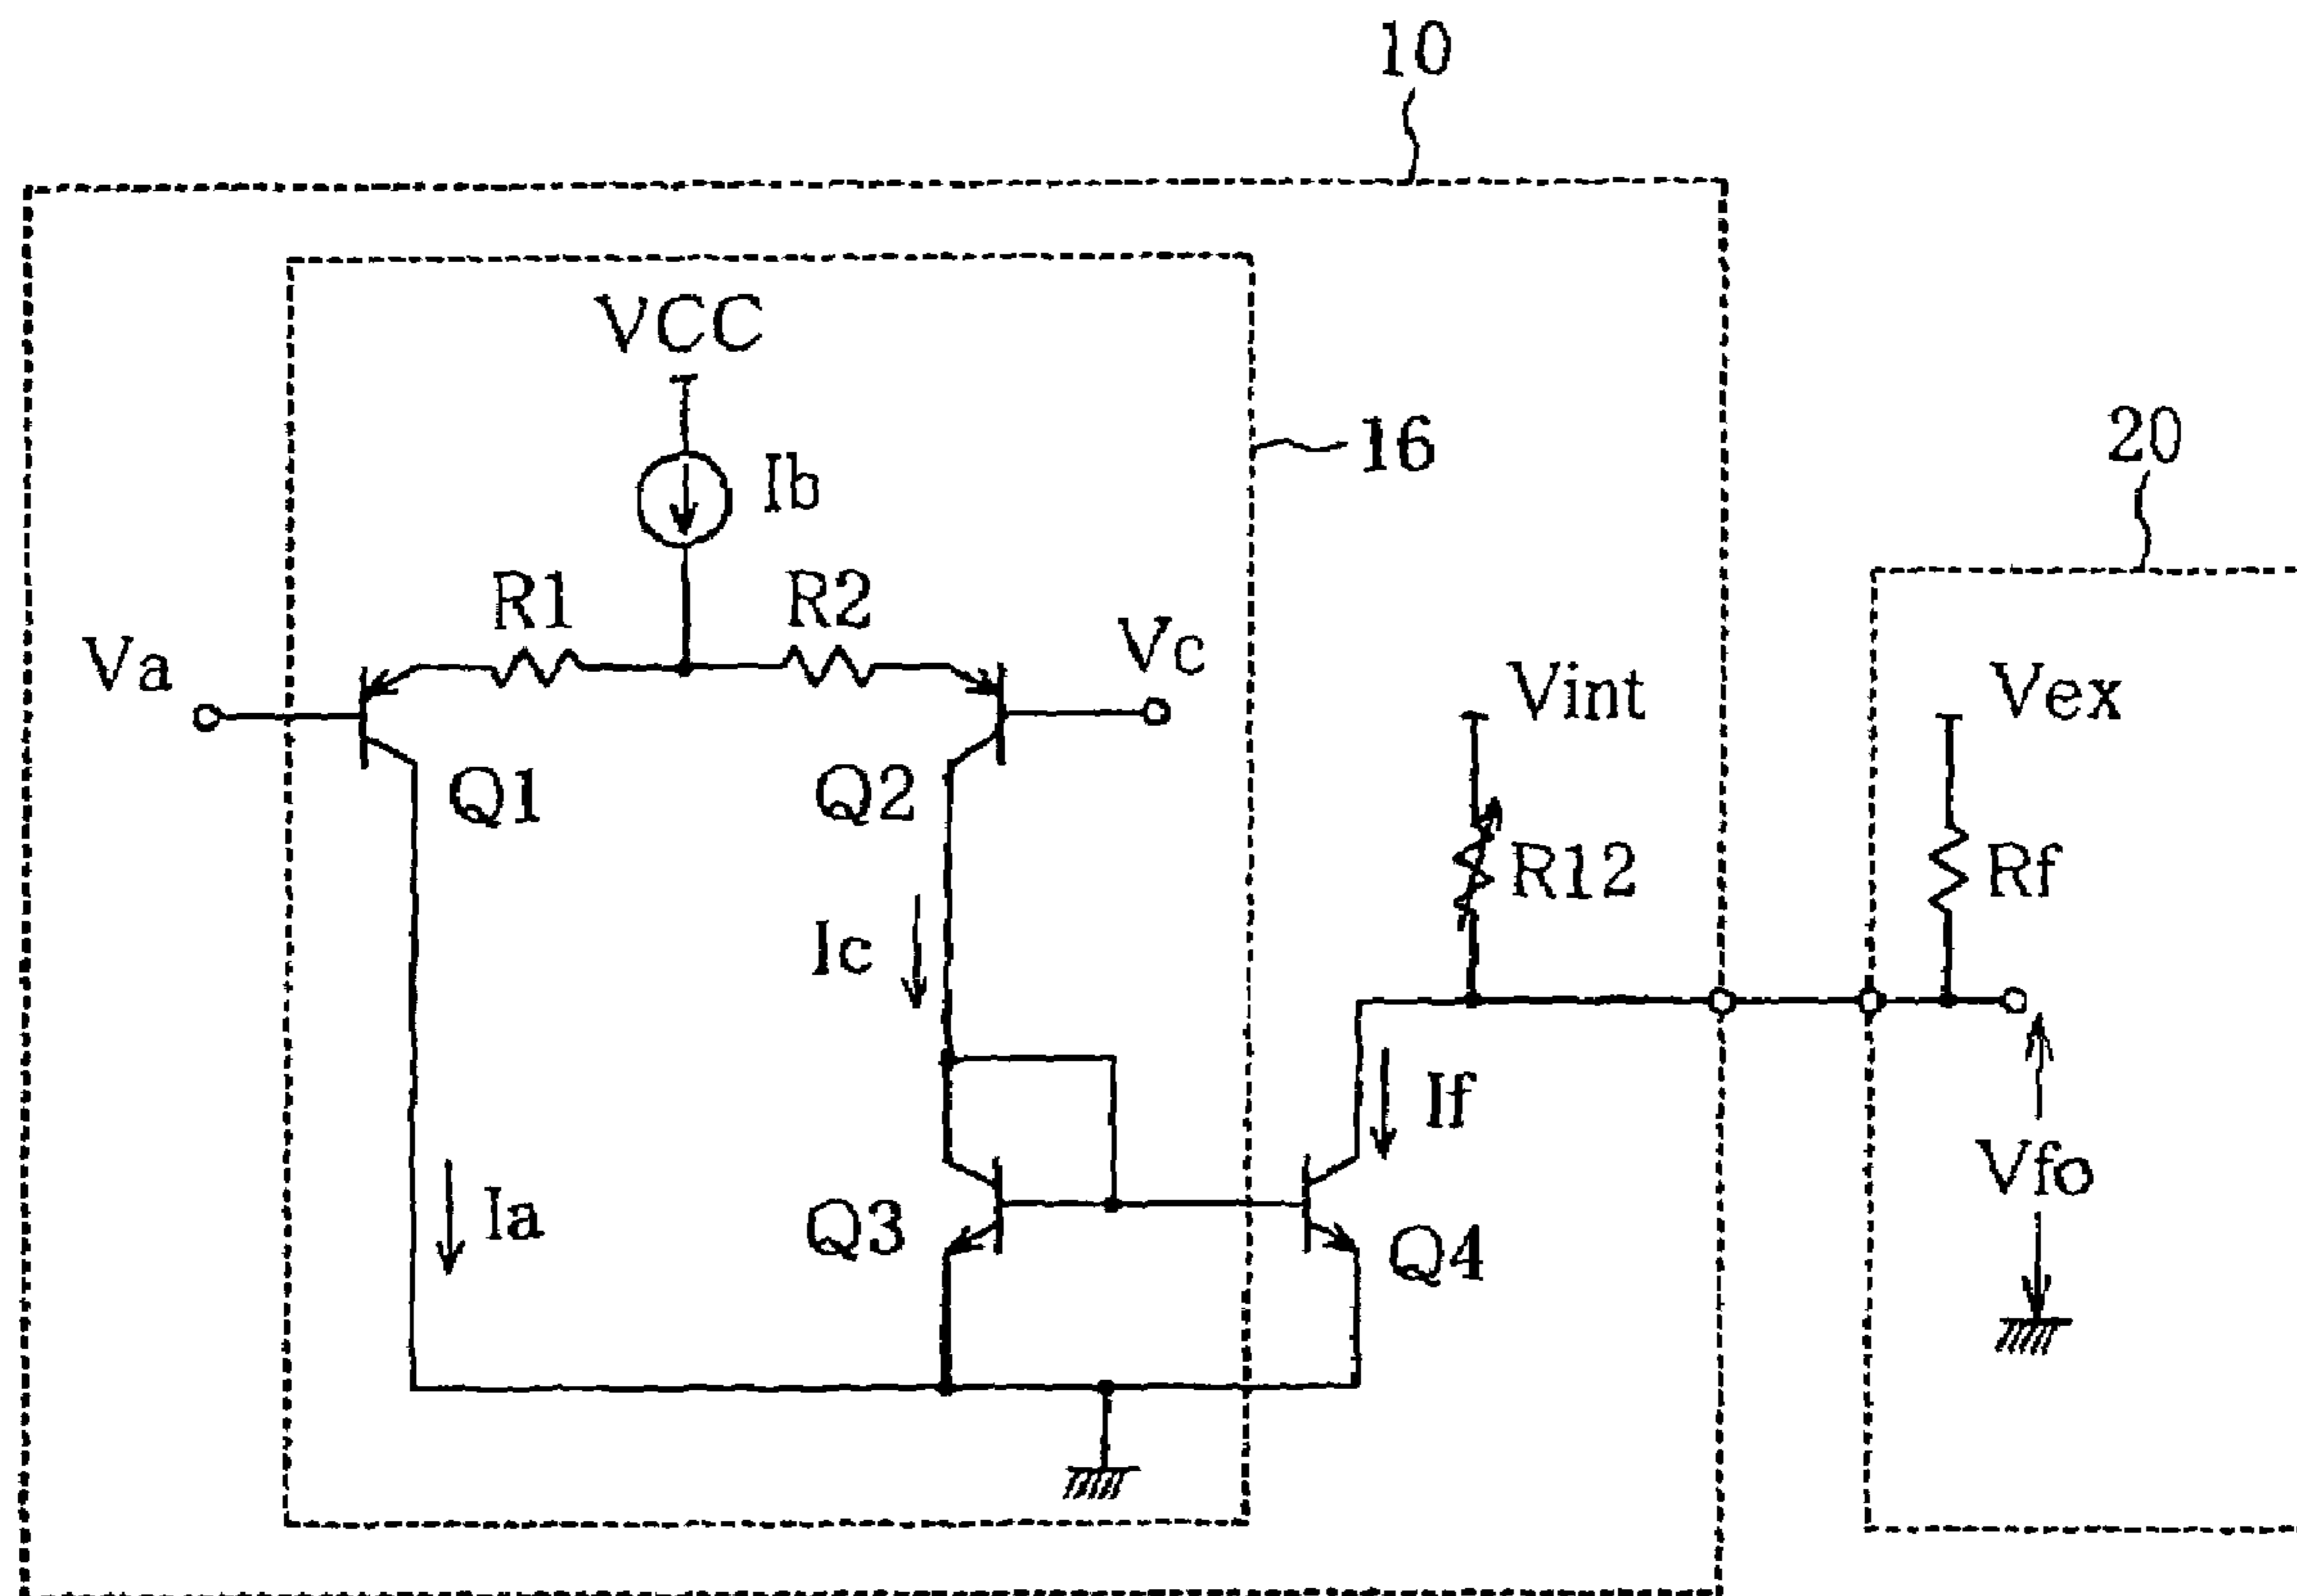 10
VCC
16
20
Ib
R1
R2
Va
Vc
Vint
Vex
Q1
Q2
R12
Rf
Ic
If
Ia
Q3
Q4
Vfo